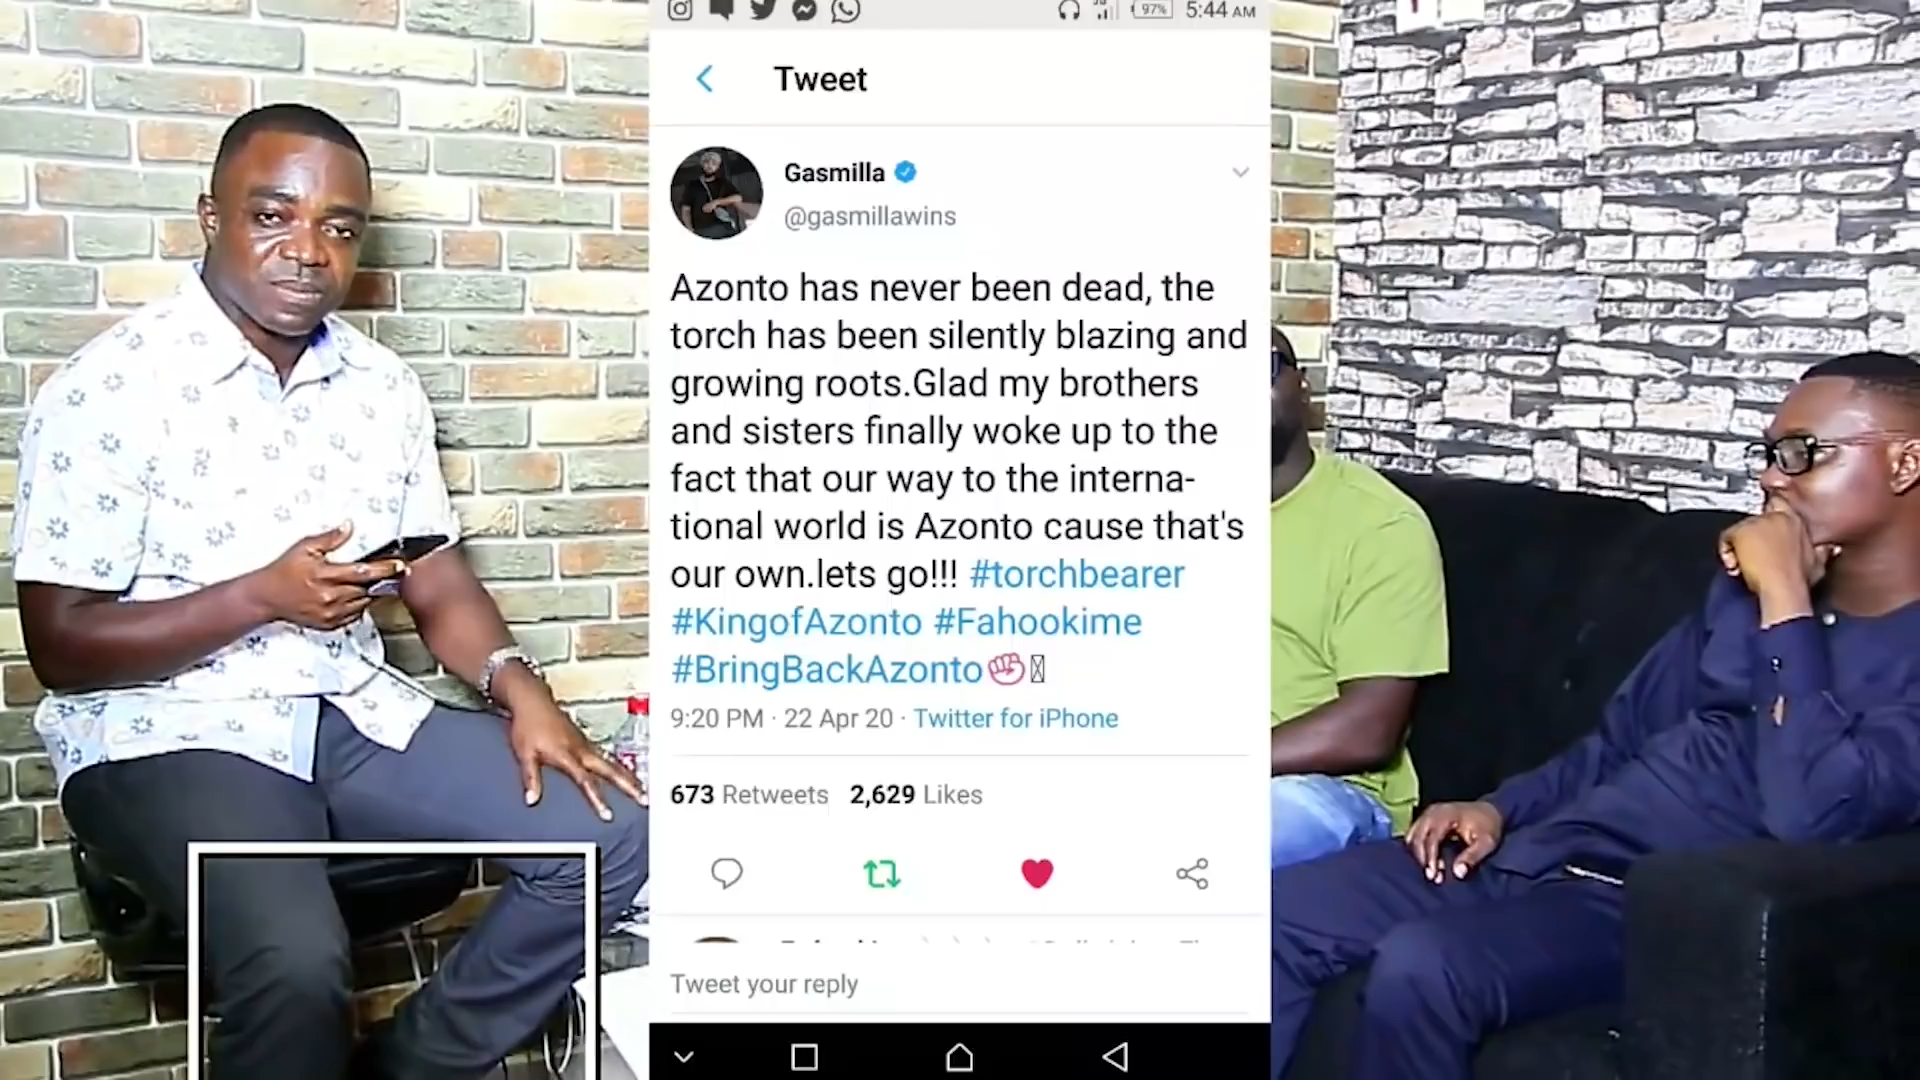 97% 5:44 AM
Tweet
Gasmilla
@gasmillawins
Azonto has never been dead, the
torch has been silently blazing and
growing roots.Glad my brothers
and sisters finally woke up to the
fact that our way to the interna-
tional world is Azonto cause that's
our own.lets go!!! #torchbearer
#KingofAzonto #Fahookime
#BringBackAzonto✊
9:20 PM · 22 Apr 20 · Twitter for iPhone
673 Retweets 2,629 Likes
Tweet your reply